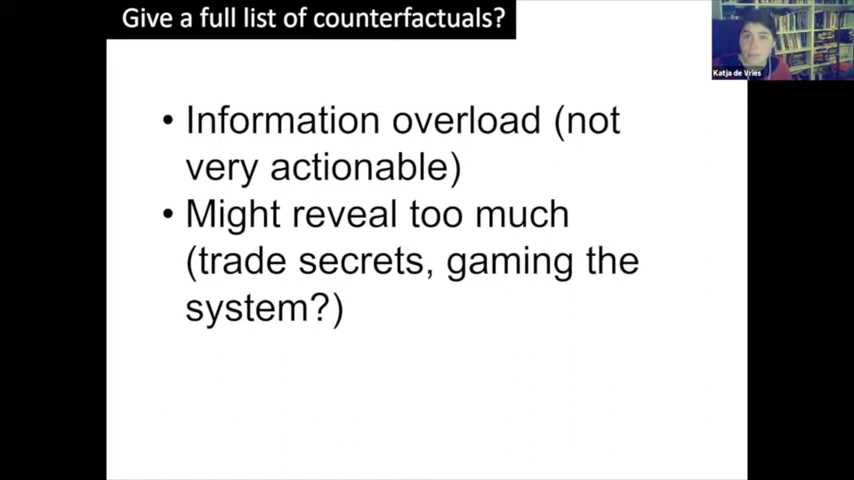 Give a full list of counterfactuals?
Katja de Vries
• Information overload (not
very actionable)
• Might reveal too much
(trade secrets, gaming the
system?)